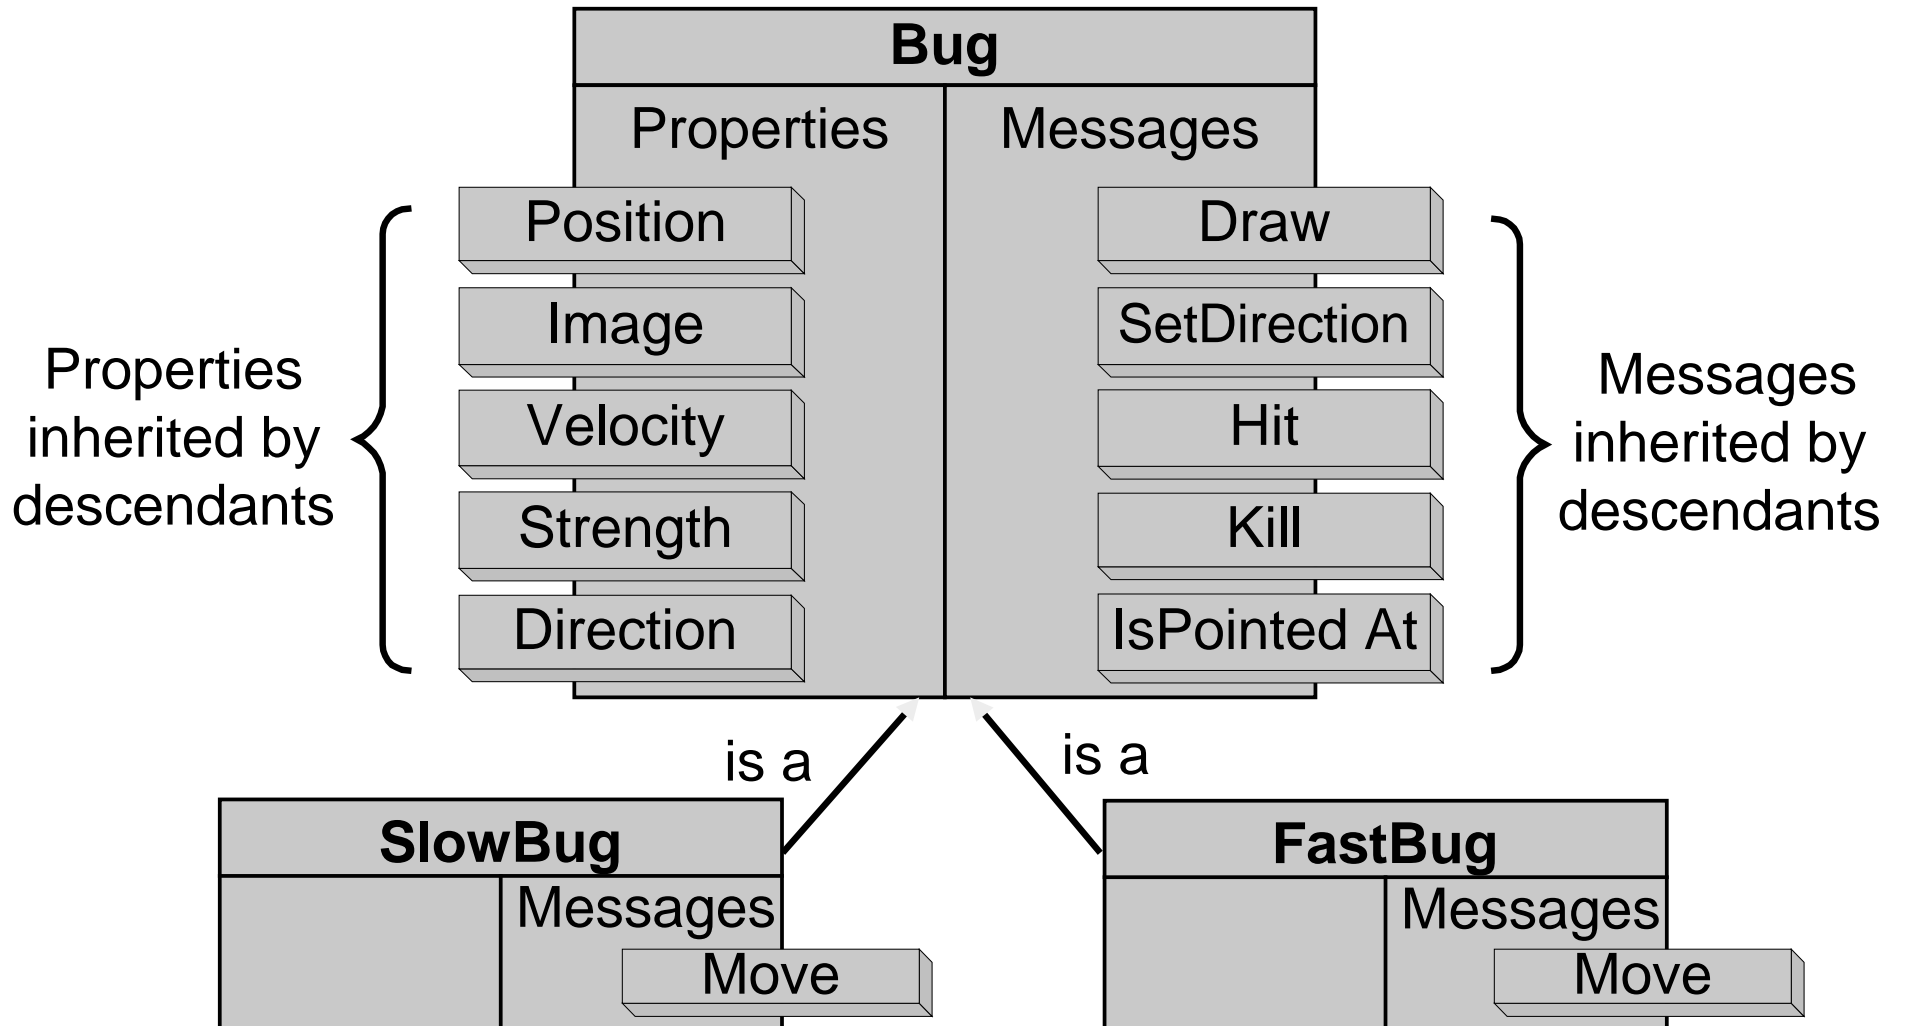 Bug
Properties
Messages
Position
Image
Velocity
Strength
Direction
Draw
SetDirection
Hit
Kill
IsPointed At
Properties
inherited by
descendants
Messages
inherited by
descendants
is a
is a
SlowBug
Messages
Move
FastBug
Messages
Move